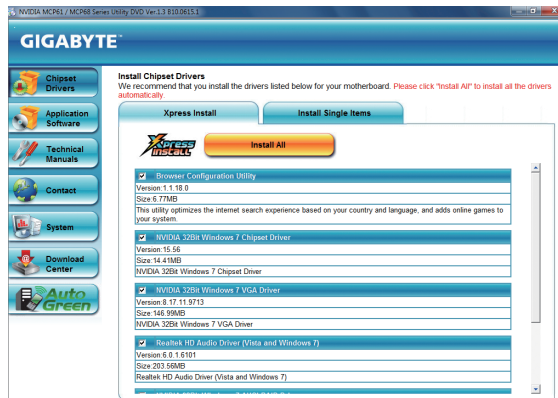 NVIDIA MCP61 / MCP68 Series Utility DVD Ver.1.3 B10.0615.1
GIGABYTE™
Chipset
Drivers
Application
Software
Technical
Manuals
Contact
System
Download
Center
Auto
Green
Install Chipset Drivers
We recommend that you install the drivers listed below for your motherboard. Please click "Install All" to install all the drivers
automatically.
Xpress Install
Install Single Items
Xpress
Install
Install All
Browser Configuration Utility
Version:1.1.18.0
Size:6.77MB
This utility optimizes the internet search experience based on your country and language, and adds online games to
your system.
NVIDIA 32Bit Windows 7 Chipset Driver
Version:15.56
Size:14.41MB
NVIDIA 32Bit Windows 7 Chipset Driver
NVIDIA 32Bit Windows 7 VGA Driver
Version:8.17.11.9713
Size:146.99MB
NVIDIA 32Bit Windows 7 VGA Driver
Realtek HD Audio Driver (Vista and Windows 7)
Version:6.0.1.6101
Size:203.56MB
Realtek HD Audio Driver (Vista and Windows 7)